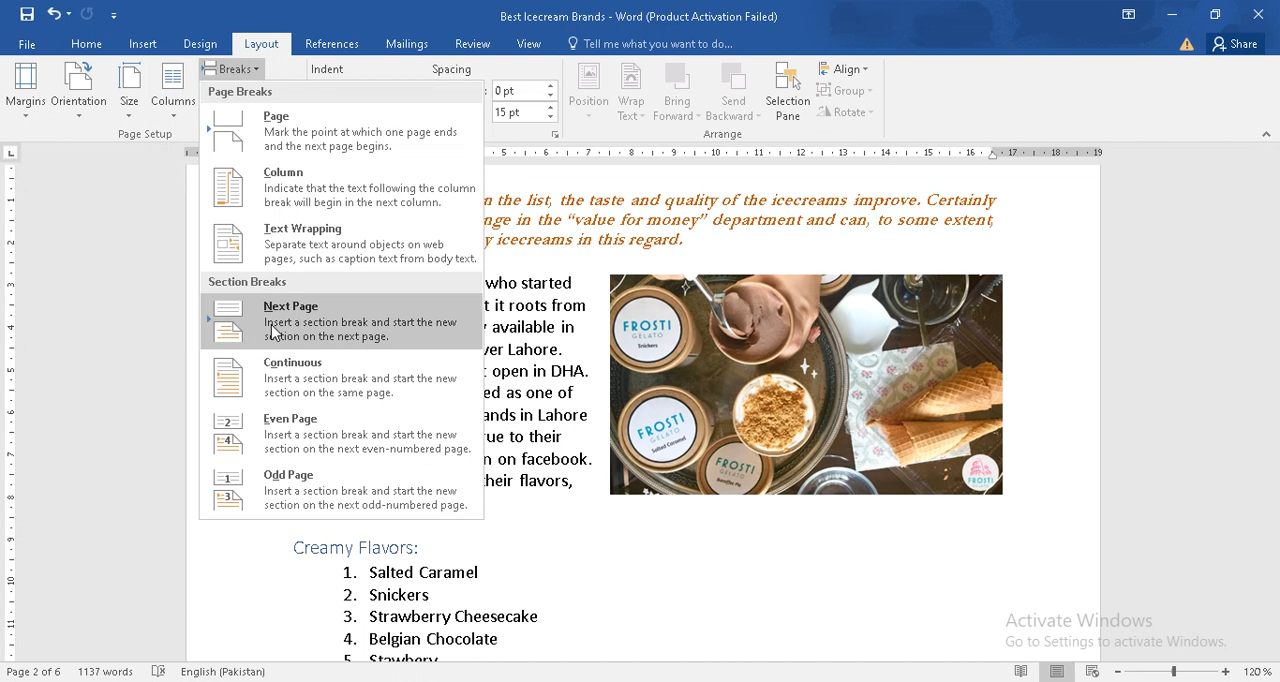 Best Icecream Brands - Word (Product Activation Failed)
File Home Insert Design Layout References Mailings Review View Tell me what you want to do... Share
Margins Orientation Size Columns Breaks
Page Setup
Indent Spacing
0 pt
15 pt
Position Wrap Text Bring Forward Send Backward Selection Pane Align Group Rotate
Arrange
Page Breaks
Page
Mark the point at which one page ends
and the next page begins.
Column
Indicate that the text following the column
break will begin in the next column.
Text Wrapping
Separate text around objects on web
pages, such as caption text from body text.
Section Breaks
Next Page
Insert a section break and start the new
section on the next page.
Continuous
Insert a section break and start the new
section on the same page.
Even Page
Insert a section break and start the new
section on the next even-numbered page.
Odd Page
Insert a section break and start the new
section on the next odd-numbered page.
n the list, the taste and quality of the icecreams improve. Certainly
nge in the “value for money” department and can, to some extent,
y icecreams in this regard.
who started
t it roots from
y available in
ver Lahore.
t open in DHA.
ed as one of
ands in Lahore
rue to their
n on facebook.
their flavors,
FROSTI
GELATO
Snickers
FROSTI
GELATO
Salted Caramel
FROSTI
GELATO
Banoffee Pie
FROSTI
Creamy Flavors:
1. Salted Caramel
2. Snickers
3. Strawberry Cheesecake
4. Belgian Chocolate
5. Stawbery
Activate Windows
Go to Settings to activate Windows.
Page 2 of 6 1137 words English (Pakistan) 120%